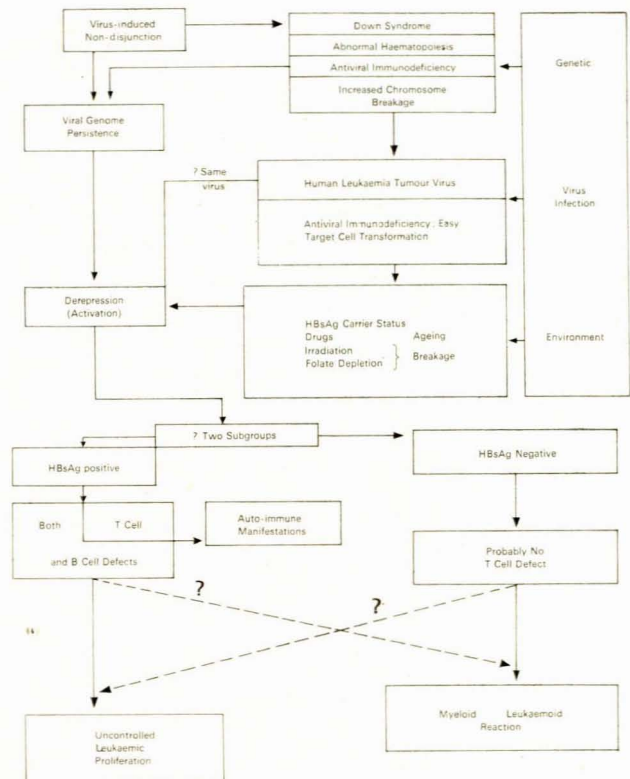 Virus-induced
Non-disjunction
Down Syndrome
Abnormal Haematopoiesis
Antiviral Immunodeficiency
Increased Chromosome
Breakage
Genetic
Viral Genome
Persistence
? Same
virus
Human Leukaemia Tumour Virus
Antiviral Immunodeficiency, Easy
Target Cell Transformation
Virus
Infection
Derepression
(Activation)
HBsAg Carrier Status
Drugs Ageing
Irradiation
Folate Depletion
Breakage
Environment
? Two Subgroups
HBsAg positive
HBsAg Negative
Both T Cell
and B Cell Defects
Auto-immune
Manifestations
Probably No
T Cell Defect
?
?
Uncontrolled
Leukaemic
Proliferation
Myeloid Leukaemoid
Reaction